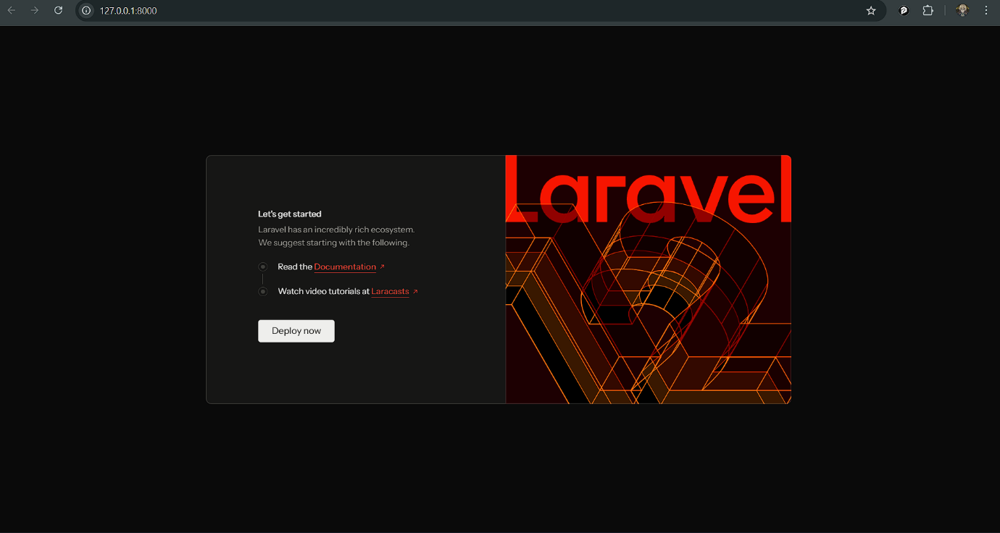 127.0.0.1:8000
Laravel
Let's get started
Laravel has an incredibly rich ecosystem.
We suggest starting with the following.
Read the Documentation
Watch video tutorials at Laracasts
Deploy now